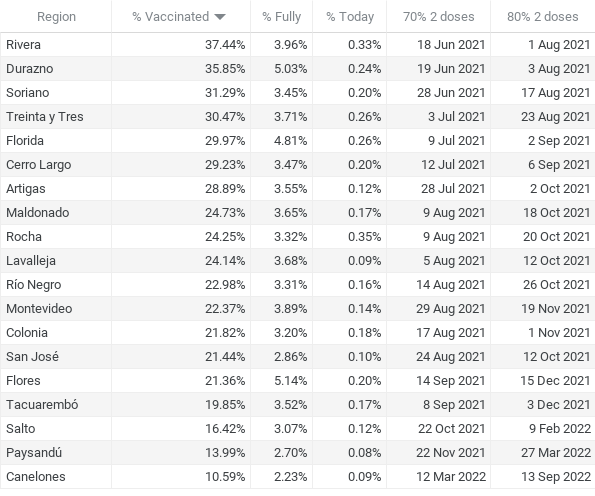 Region % Vaccinated % Fully % Today 70% 2 doses 80% 2 doses
Rivera 37.44% 3.96% 0.33% 18 Jun 2021 1 Aug 2021
Durazno 35.85% 5.03% 0.24% 19 Jun 2021 3 Aug 2021
Soriano 31.29% 3.45% 0.20% 28 Jun 2021 17 Aug 2021
Treinta y Tres 30.47% 3.71% 0.26% 3 Jul 2021 23 Aug 2021
Florida 29.97% 4.81% 0.26% 9 Jul 2021 2 Sep 2021
Cerro Largo 29.23% 3.47% 0.20% 12 Jul 2021 6 Sep 2021
Artigas 28.89% 3.55% 0.12% 28 Jul 2021 2 Oct 2021
Maldonado 24.73% 3.65% 0.17% 9 Aug 2021 18 Oct 2021
Rocha 24.25% 3.32% 0.35% 9 Aug 2021 20 Oct 2021
Lavalleja 24.14% 3.68% 0.09% 5 Aug 2021 12 Oct 2021
Río Negro 22.98% 3.31% 0.16% 14 Aug 2021 26 Oct 2021
Montevideo 22.37% 3.89% 0.14% 29 Aug 2021 19 Nov 2021
Colonia 21.82% 3.20% 0.18% 17 Aug 2021 1 Nov 2021
San José 21.44% 2.86% 0.10% 24 Aug 2021 12 Oct 2021
Flores 21.36% 5.14% 0.20% 14 Sep 2021 15 Dec 2021
Tacuarembó 19.85% 3.52% 0.17% 8 Sep 2021 3 Dec 2021
Salto 16.42% 3.07% 0.12% 22 Oct 2021 9 Feb 2022
Paysandú 13.99% 2.70% 0.08% 22 Nov 2021 27 Mar 2022
Canelones 10.59% 2.23% 0.09% 12 Mar 2022 13 Sep 2022